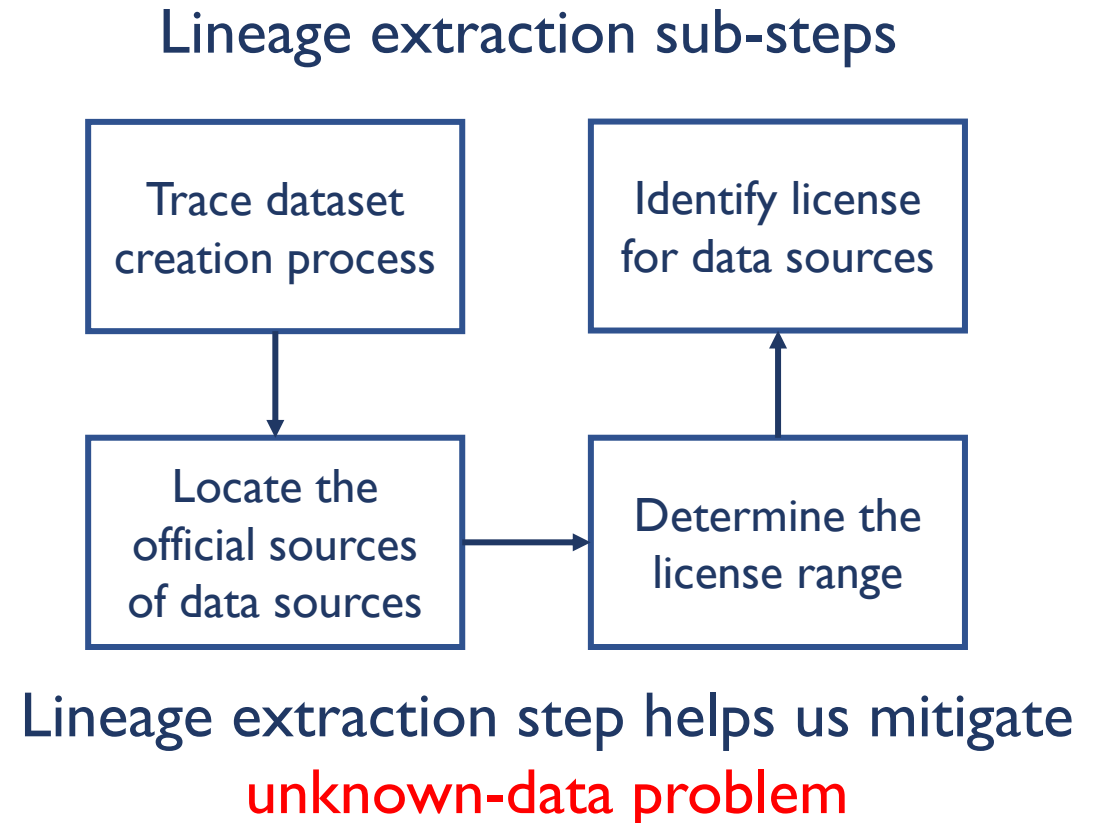 Lineage extraction sub-steps
Trace dataset
creation process
Locate the
official sources
of data sources
Determine the
license range
Identify license
for data sources
Lineage extraction step helps us mitigate
unknown-data problem